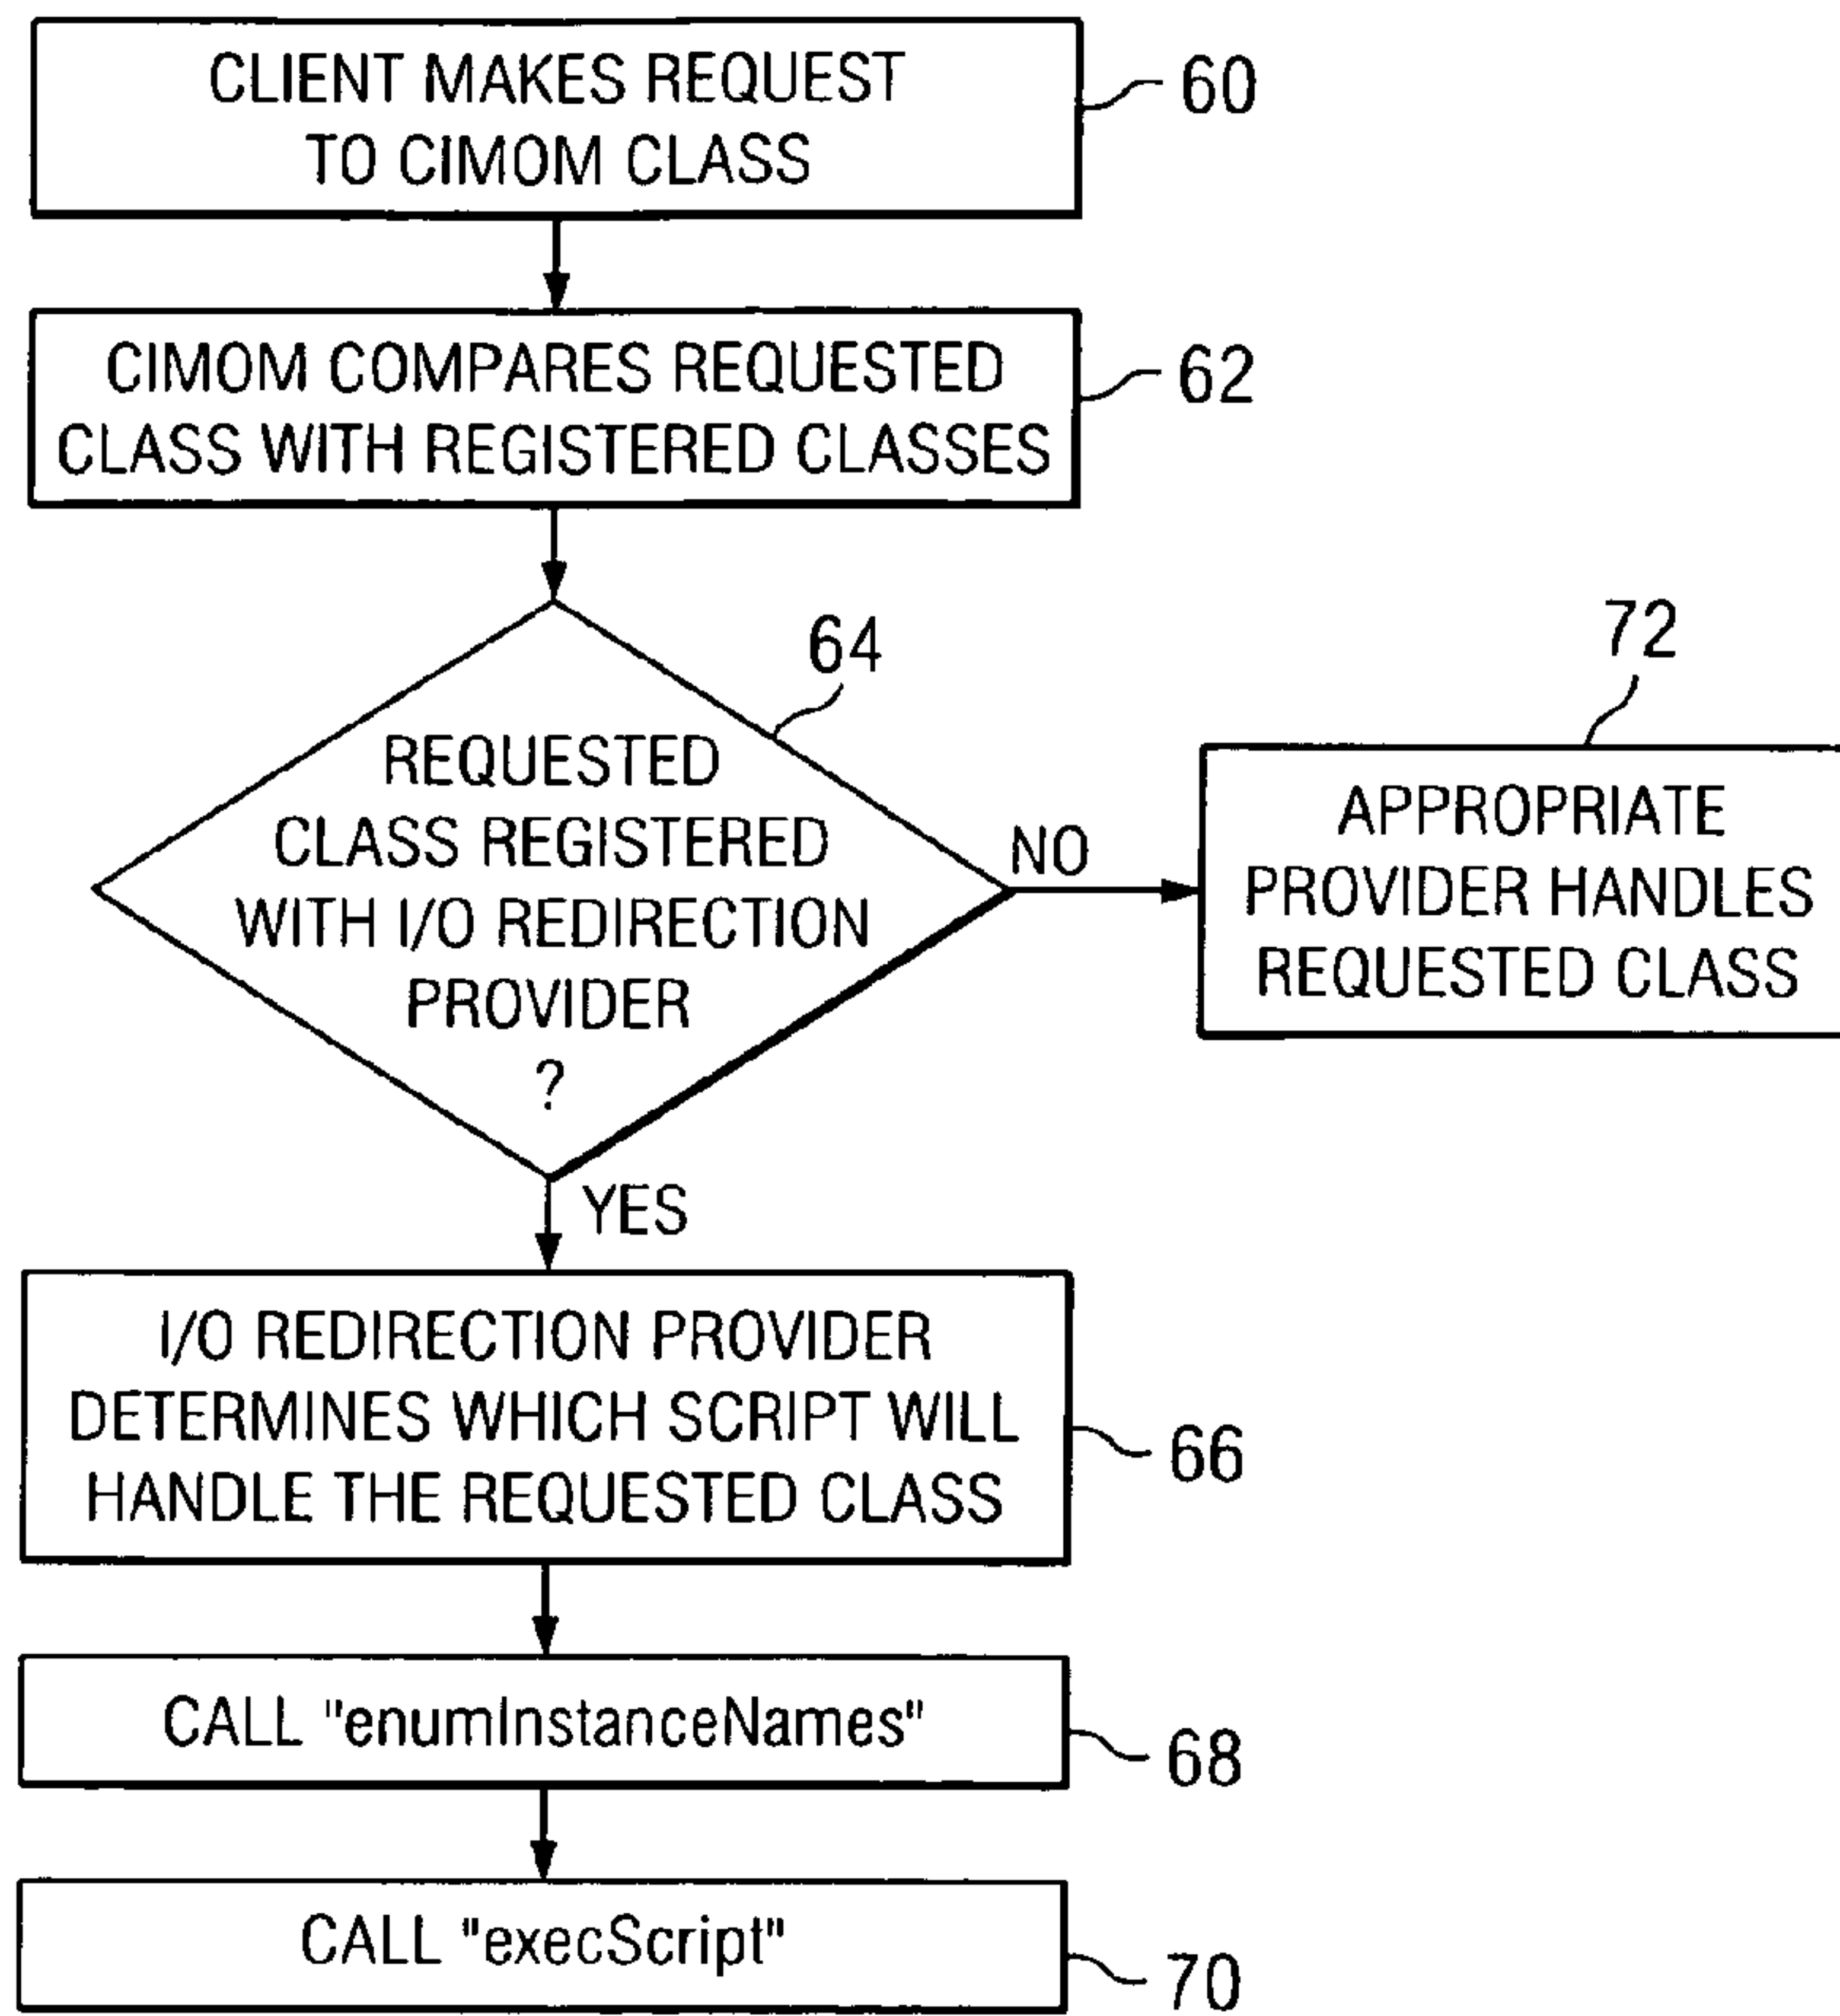 CLIENT MAKES REQUEST
TO CIMOM CLASS
60
CIMOM COMPARES REQUESTED
CLASS WITH REGISTERED CLASSES
62
64
REQUESTED
CLASS REGISTERED
WITH I/O REDIRECTION
PROVIDER
?
NO
72
APPROPRIATE
PROVIDER HANDLES
REQUESTED CLASS
YES
I/O REDIRECTION PROVIDER
DETERMINES WHICH SCRIPT WILL
HANDLE THE REQUESTED CLASS
66
CALL "enumInstanceNames"
68
CALL "execScript"
70